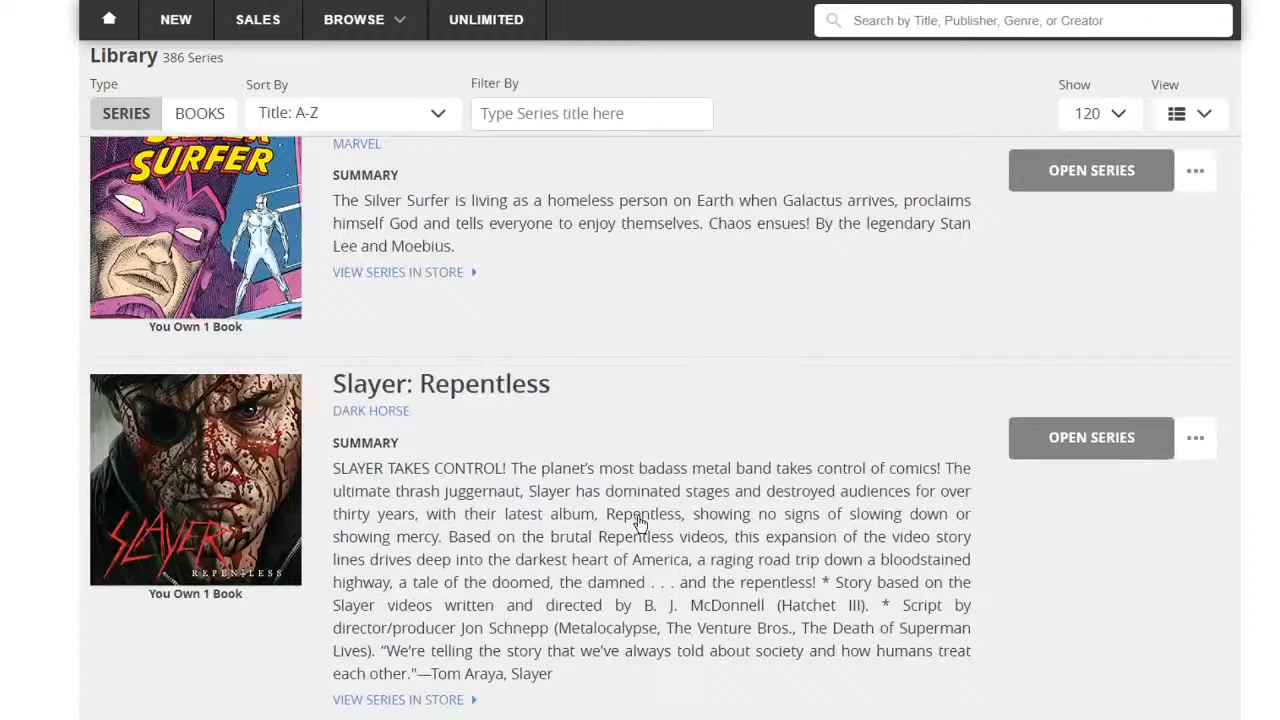 NEW SALES BROWSE UNLIMITED Search by Title, Publisher, Genre, or Creator
Library 386 Series
Type Sort By Filter By Show View
SERIES BOOKS Title: A-Z Type Series title here 120
SURFER
MARVEL
SUMMARY
OPEN SERIES
The Silver Surfer is living as a homeless person on Earth when Galactus arrives, proclaims
himself God and tells everyone to enjoy themselves. Chaos ensues! By the legendary Stan
Lee and Moebius.
VIEW SERIES IN STORE
You Own 1 Book
Slayer: Repentless
DARK HORSE
SUMMARY
OPEN SERIES
SLAYER TAKES CONTROL! The planet's most badass metal band takes control of comics! The
ultimate thrash juggernaut, Slayer has dominated stages and destroyed audiences for over
thirty years, with their latest album, Repentless, showing no signs of slowing down or
showing mercy. Based on the brutal Repentless videos, this expansion of the video story
lines drives deep into the darkest heart of America, a raging road trip down a bloodstained
highway, a tale of the doomed, the damned . . . and the repentless! * Story based on the
Slayer videos written and directed by B. J. McDonnell (Hatchet III). * Script by
director/producer Jon Schnepp (Metalocalypse, The Venture Bros., The Death of Superman
Lives). “We're telling the story that we've always told about society and how humans treat
each other."—Tom Araya, Slayer
VIEW SERIES IN STORE
SLAYER
REPENTLESS
You Own 1 Book